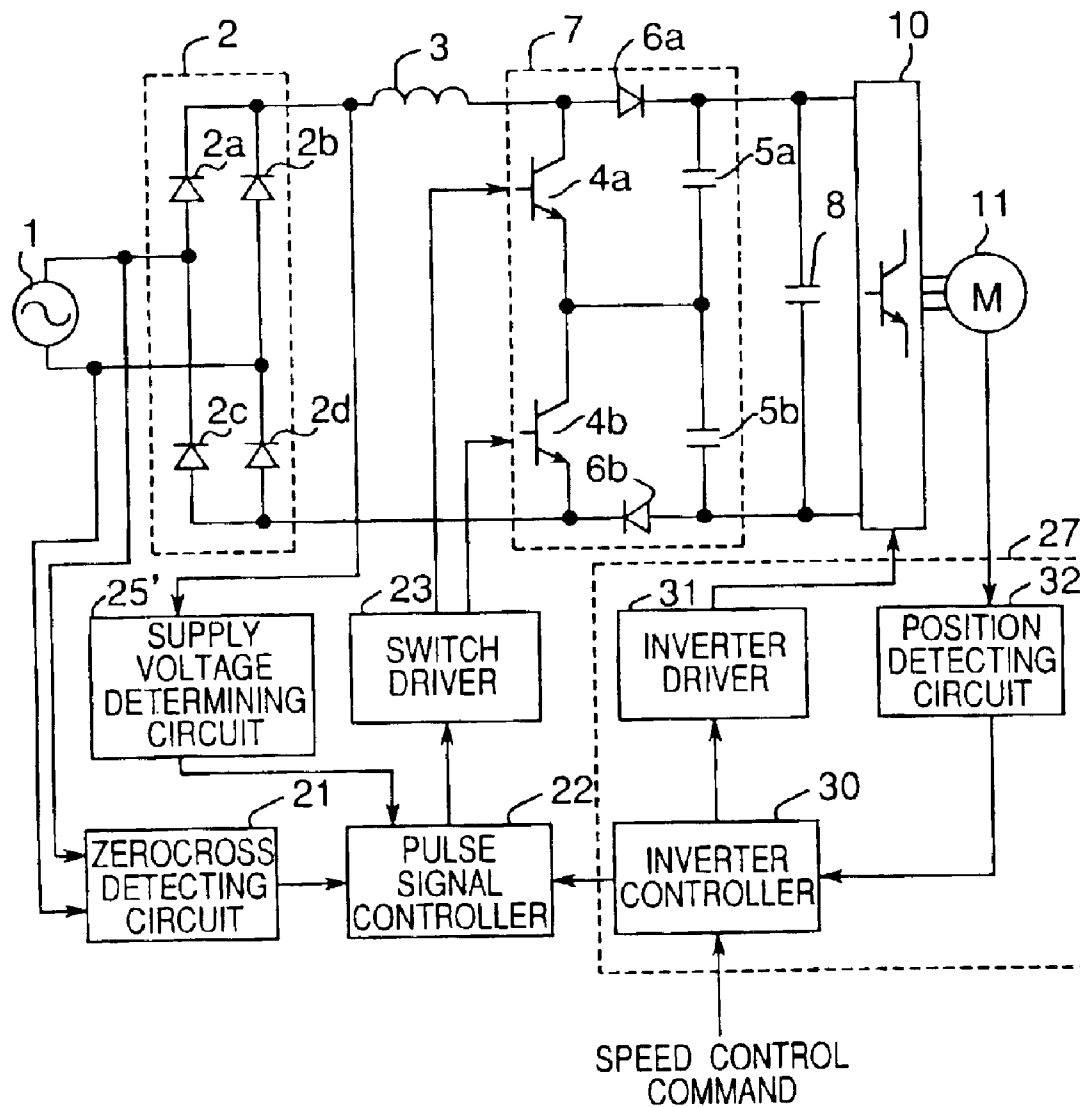 2
3
7
6a
10
2a
2b
5a
4a
8
11
1
M
2c
2d
4b
5b
6b
27
25'
23
31
32
SUPPLY
VOLTAGE
DETERMINING
CIRCUIT
SWITCH
DRIVER
INVERTER
DRIVER
POSITION
DETECTING
CIRCUIT
21
22
30
ZEROCROSS
DETECTING
CIRCUIT
PULSE
SIGNAL
CONTROLLER
INVERTER
CONTROLLER
SPEED CONTROL
COMMAND